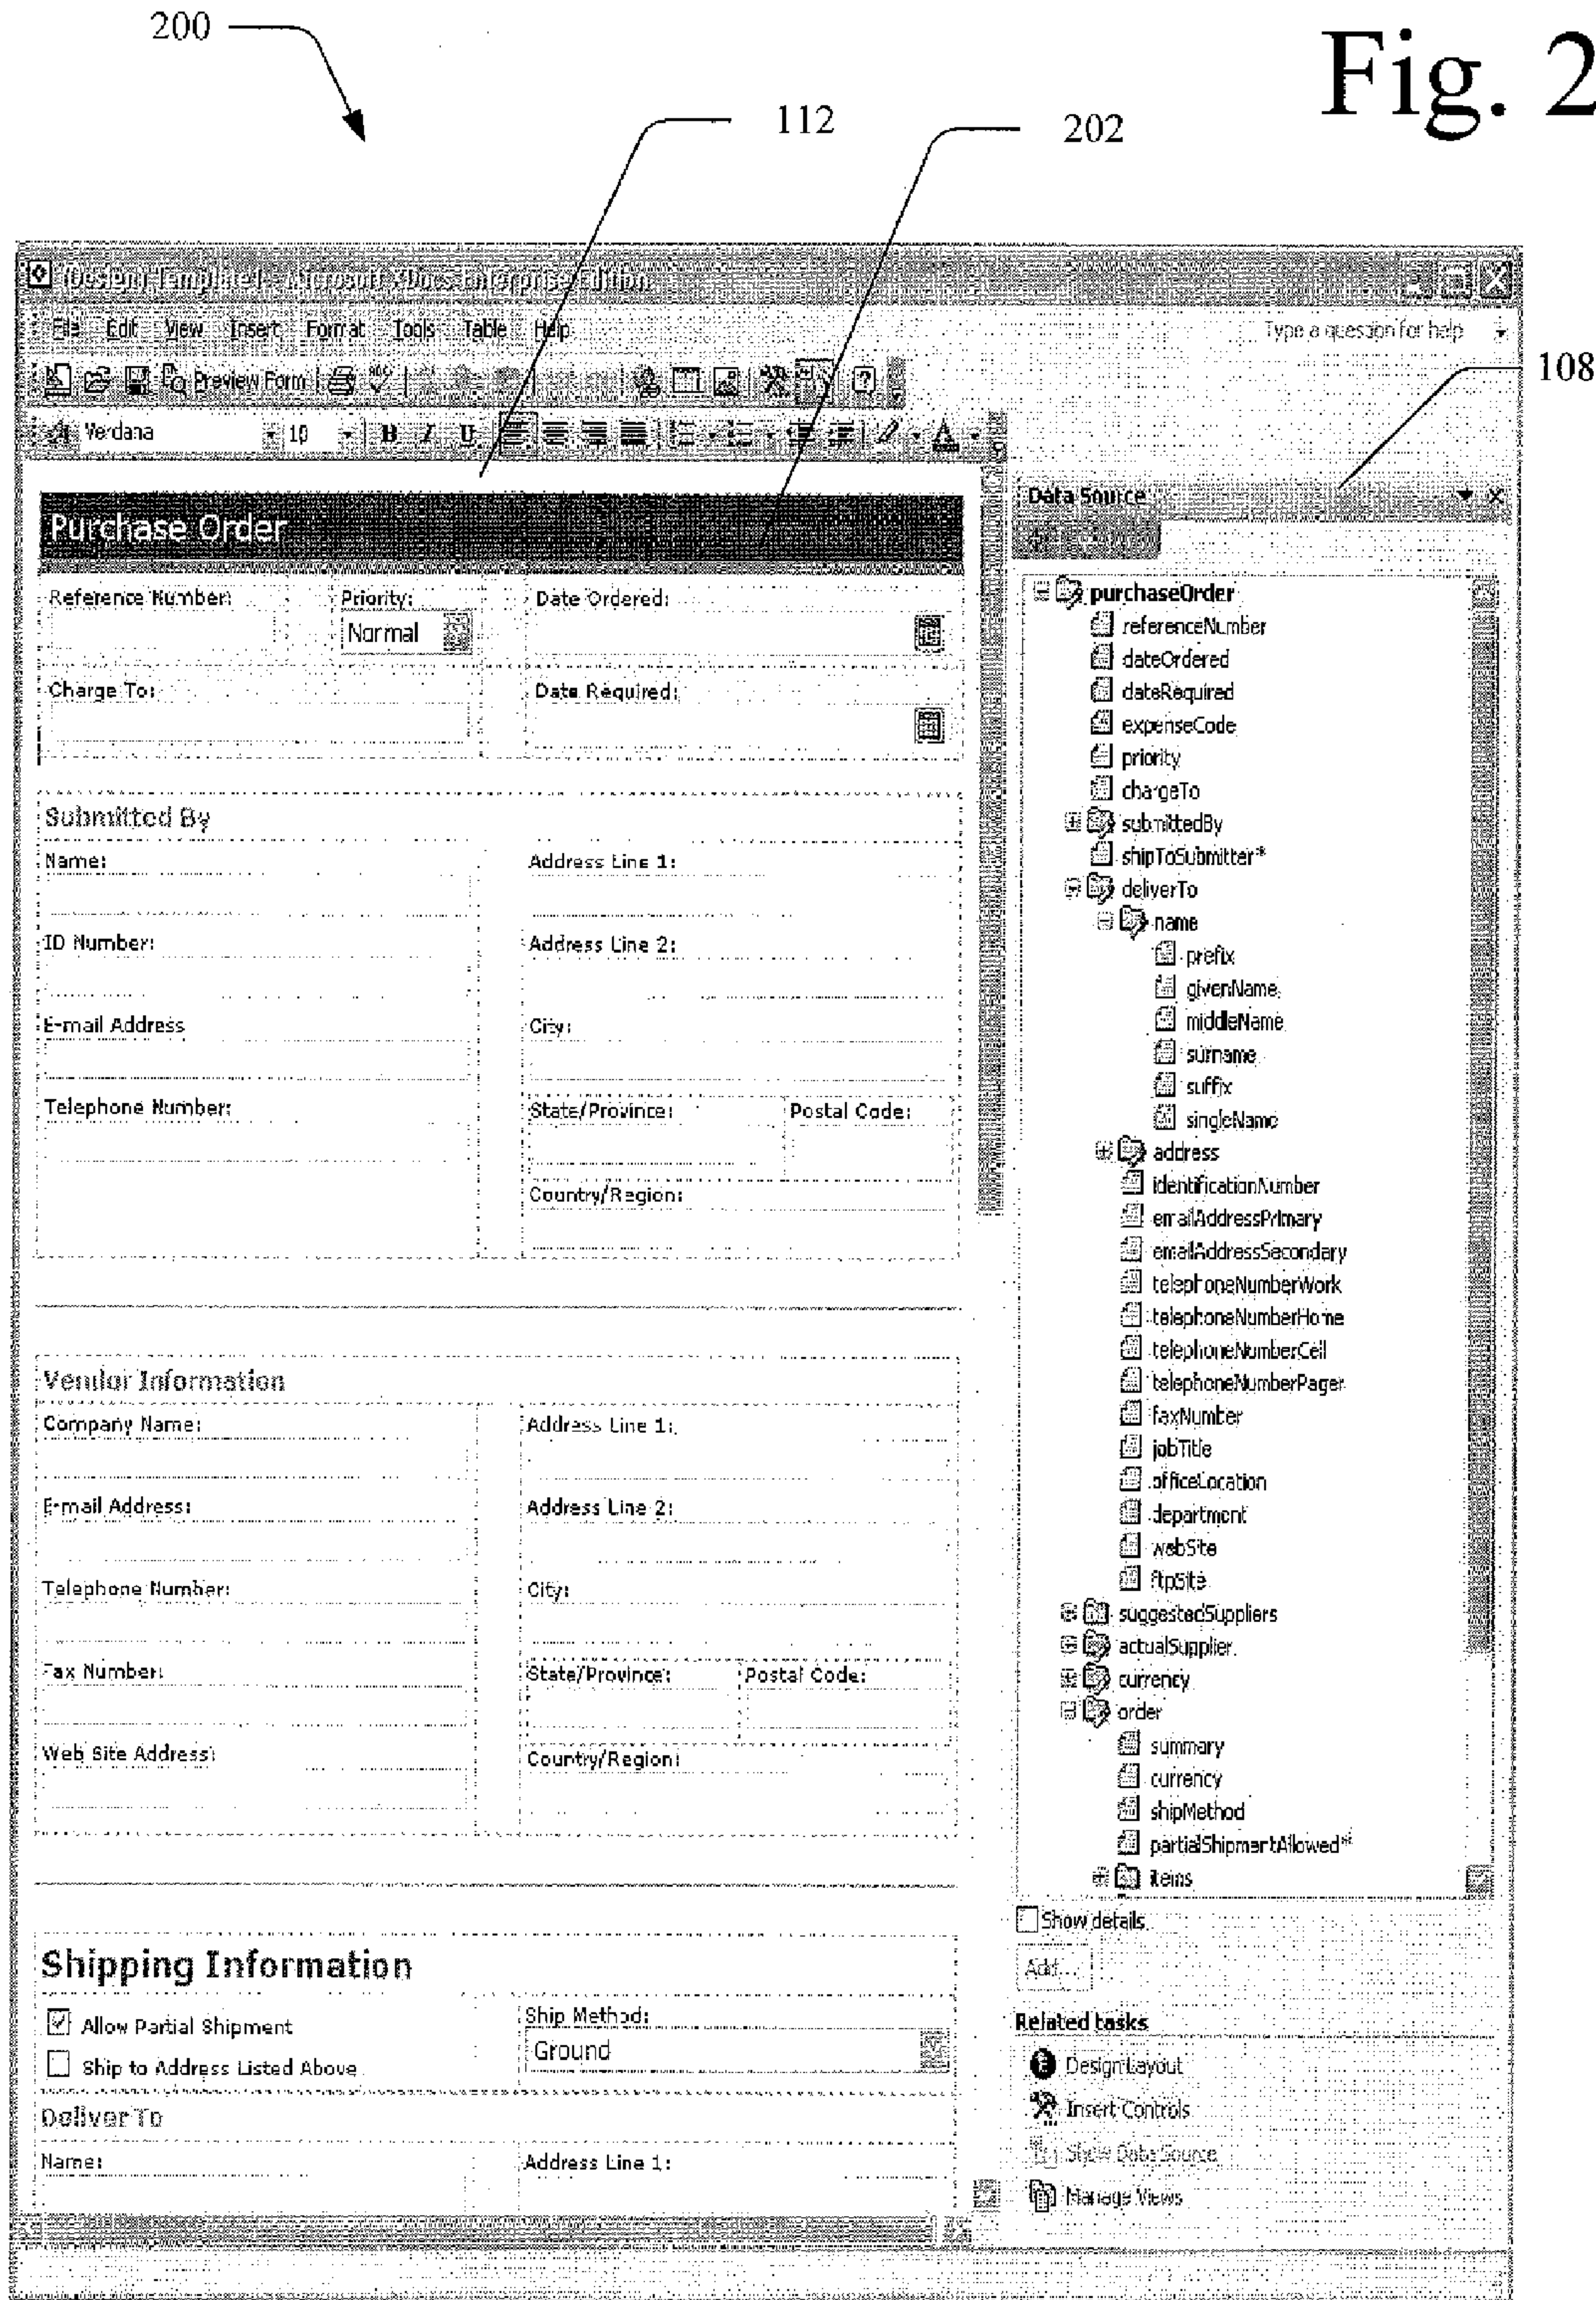 200
Fig. 2
112
202
(Design) Template1 - Microsoft XDocs Enterprise Edition
File Edit View Insert Format Tools Table Help
Type a question for help
108
Preview Form
Verdana 10 B I U
Purchase Order
Reference Number: Priority: Date Ordered:
Normal
Charge To: Date Required:
Submitted By
Name: Address Line 1:
ID Number: Address Line 2:
E-mail Address City:
Telephone Number: State/Province: Postal Code:
Country/Region:
Vendor Information
Company Name: Address Line 1:
E-mail Address: Address Line 2:
Telephone Number: City:
Fax Number: State/Province: Postal Code:
Web Site Address: Country/Region:
Shipping Information
Allow Partial Shipment Ship Method:
Ground
Ship to Address Listed Above
Deliver To
Name: Address Line 1:
Data Source
purchaseOrder
referenceNumber
dateOrdered
dateRequired
expenseCode
priority
chargeTo
submittedBy
shipToSubmitter*
deliverTo
name
prefix
givenName
middleName
surname
suffix
singleName
address
identificationNumber
emailAddressPrimary
emailAddressSecondary
telephoneNumberWork
telephoneNumberHome
telephoneNumberCell
telephoneNumberPager
faxNumber
jobTitle
officeLocation
department
webSite
ftpSite
suggestedSuppliers
actualSupplier
currency
order
summary
currency
shipMethod
partialShipmentAllowed*
items
Show details
Add...
Related tasks
Design Layout
Insert Controls
Show Data Source
Manage Views